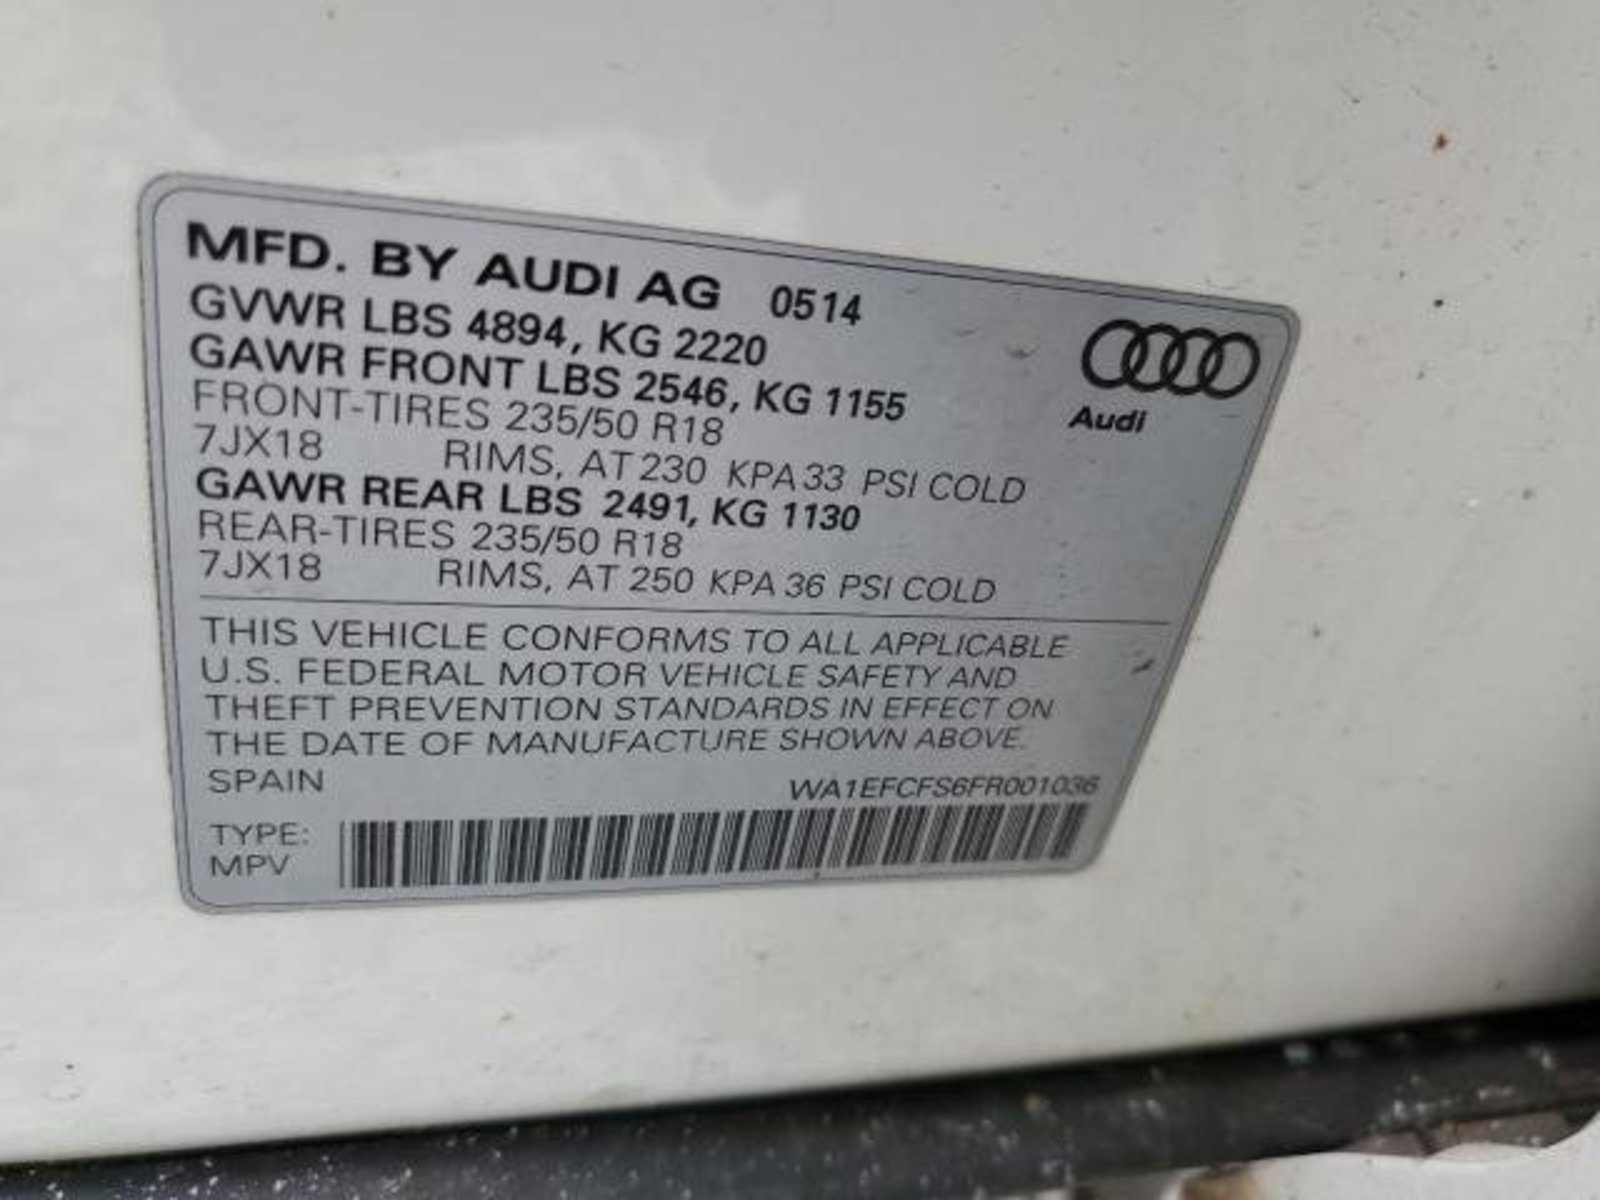 MFD. BY AUDI AG 0514
GVWR LBS 4894, KG 2220
GAWR FRONT LBS 2546, KG 1155
FRONT-TIRES 235/50 R18
7JX18 RIMS, AT 230 KPA 33 PSI COLD
GAWR REAR LBS 2491, KG 1130
REAR-TIRES 235/50 R18
7JX18 RIMS, AT 250 KPA 36 PSI COLD
Audi
THIS VEHICLE CONFORMS TO ALL APPLICABLE
U.S. FEDERAL MOTOR VEHICLE SAFETY AND
THEFT PREVENTION STANDARDS IN EFFECT ON
THE DATE OF MANUFACTURE SHOWN ABOVE.
SPAIN WA1EFCFS6FR001036
TYPE:
MPV